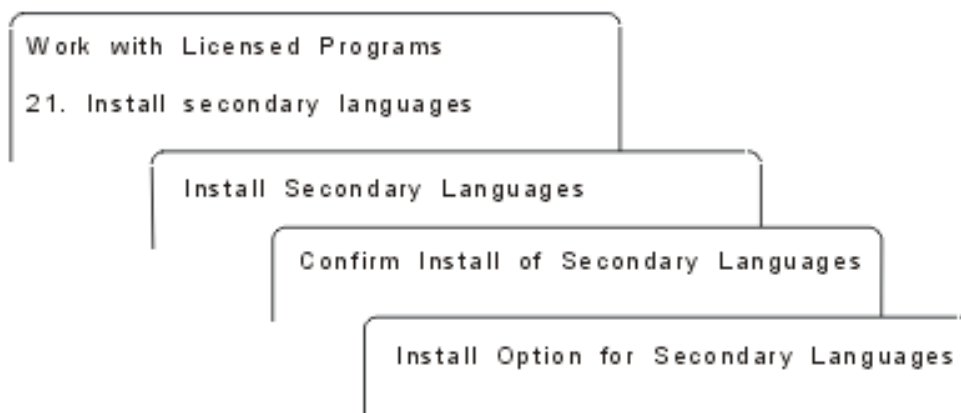 Work with Licensed Programs
21. Install secondary languages
Install Secondary Languages
Confirm Install of Secondary Languages
Install Option for Secondary Languages